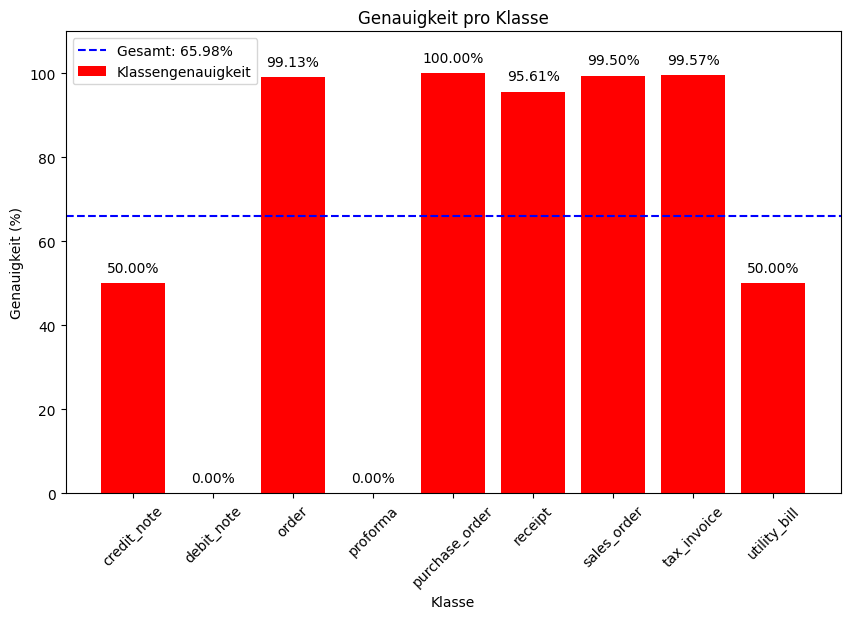 Genauigkeit pro Klasse
Gesamt: 65.98%
Klassengenauigkeit
50.00%
0.00%
99.13%
0.00%
100.00%
95.61%
99.50%
99.57%
50.00%
Genauigkeit (%)
100
80
60
40
20
0
credit_note
debit_note
order
proforma
purchase_order
receipt
sales_order
tax_invoice
utility_bill
Klasse